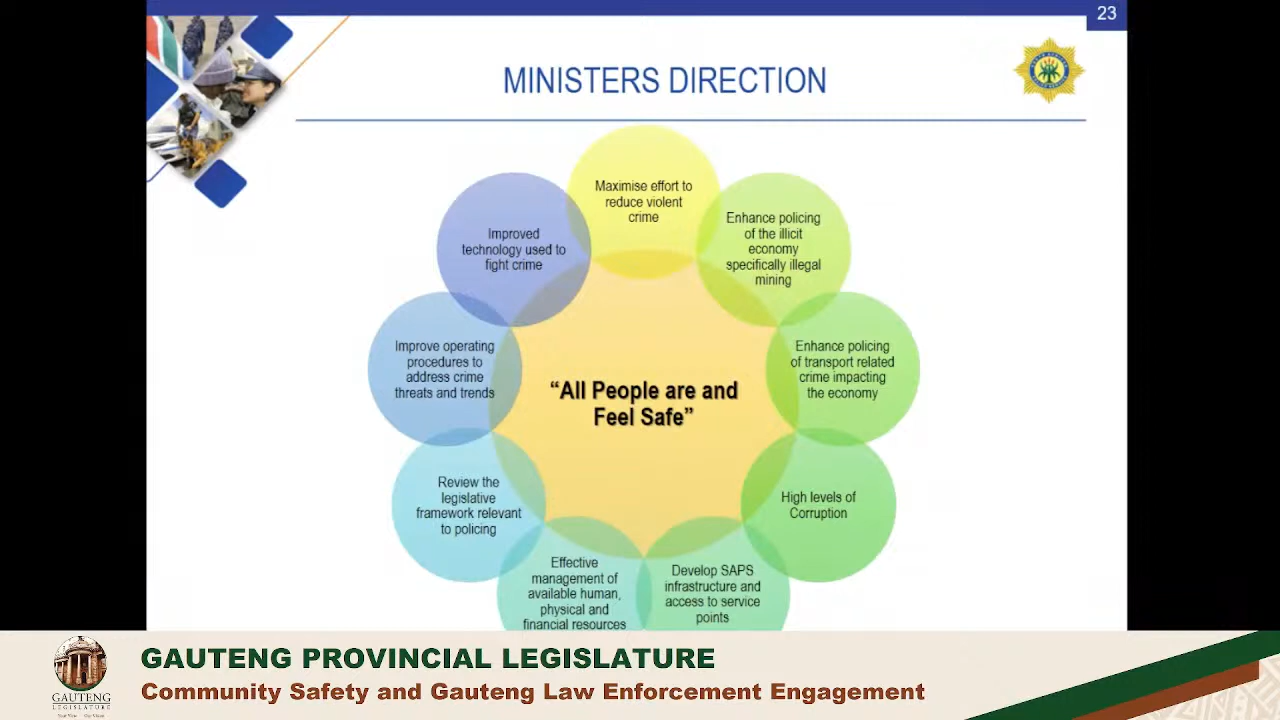 23
MINISTERS DIRECTION
Maximise effort to
reduce violent
crime
Enhance policing
of the illicit
economy
specifically illegal
mining
Enhance policing
of transport related
crime impacting
the economy
High levels of
Corruption
Develop SAPS
infrastructure and
access to service
points
Effective
management of
available human,
physical and
financial resources
Review the
legislative
framework relevant
to policing
Improve operating
procedures to
address crime
threats and trends
Improved
technology used to
fight crime
“All People are and
Feel Safe”
GAUTENG PROVINCIAL LEGISLATURE
Community Safety and Gauteng Law Enforcement Engagement
GAUTENG
LEGISLATURE